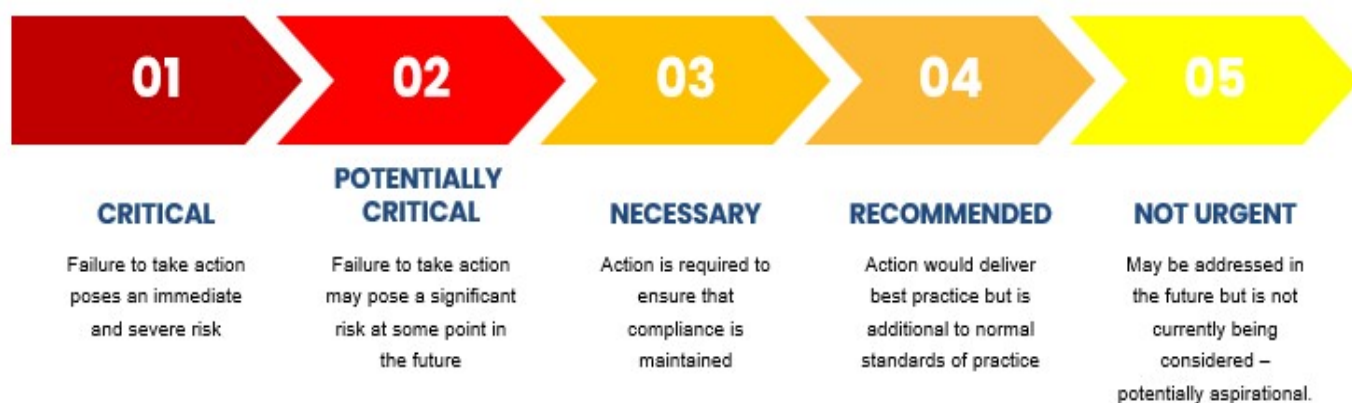 01
CRITICAL
Failure to take action
poses an immediate
and severe risk
02
POTENTIALLY
CRITICAL
Failure to take action
may pose a significant
risk at some point in
the future
03
NECESSARY
Action is required to
ensure that
compliance is
maintained
04
RECOMMENDED
Action would deliver
best practice but is
additional to normal
standards of practice
05
NOT URGENT
May be addressed in
the future but is not
currently being
considered –
potentially aspirational.